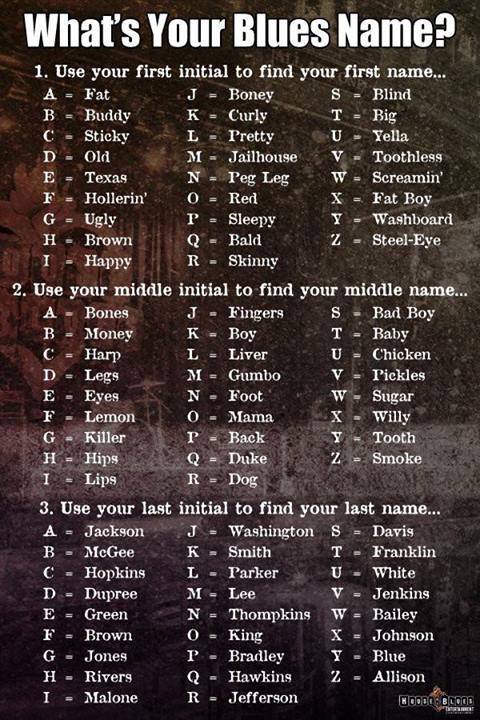 What's Your Blues Name?
1. Use your first initial to find your first name...
A = Fat J = Boney S = Blind
B = Buddy K = Curly T = Big
C = Sticky L = Pretty U = Yella
D = Old M = Jailhouse V = Toothless
E = Texas N = Peg Leg W = Screamin'
F = Hollerin' O = Red X = Fat Boy
G = Ugly P = Sleepy Y = Washboard
H = Brown Q = Bald Z = Steel-Eye
I = Happy R = Skinny
2. Use your middle initial to find your middle name...
A = Bones J = Fingers S = Bad Boy
B = Money K = Boy T = Baby
C = Harp L = Liver U = Chicken
D = Legs M = Gumbo V = Pickles
E = Eyes N = Foot W = Sugar
F = Lemon O = Mama X = Willy
G = Killer P = Back Y = Tooth
H = Hips Q = Duke Z = Smoke
I = Lips R = Dog
3. Use your last initial to find your last name...
A = Jackson J = Washington S = Davis
B = McGee K = Smith T = Franklin
C = Hopkins L = Parker U = White
D = Dupree M = Lee V = Jenkins
E = Green N = Thompkins W = Bailey
F = Brown O = King X = Johnson
G = Jones P = Bradley Y = Blue
H = Rivers Q = Hawkins Z = Allison
I = Malone R = Jefferson
House of Blues
Entertainment